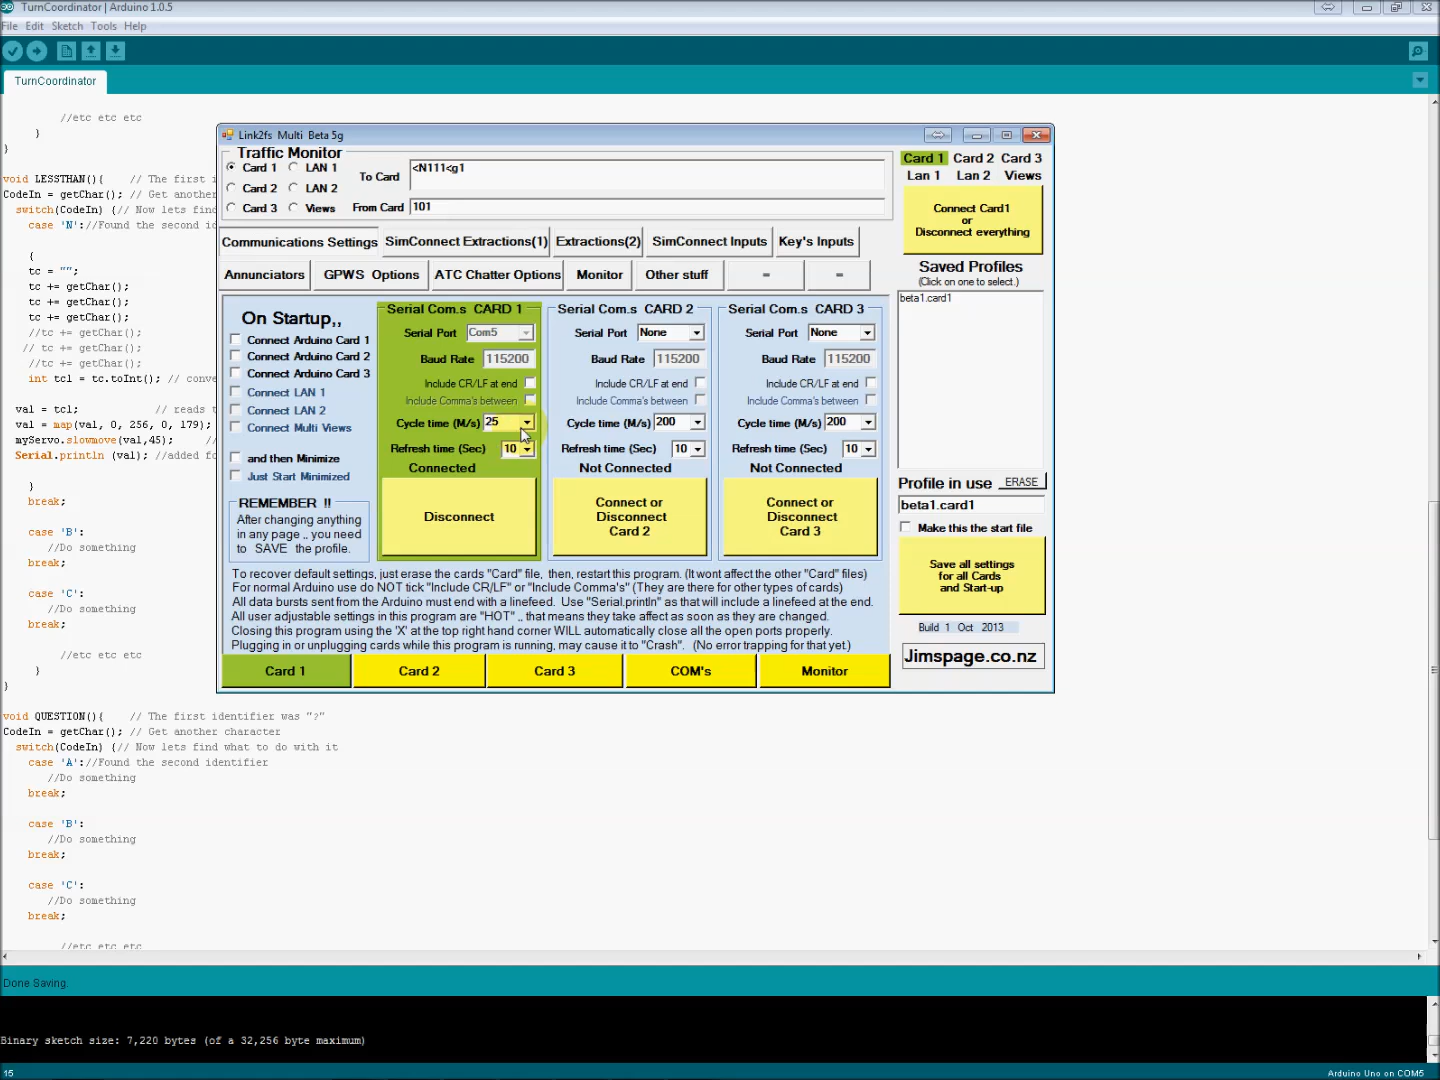 TurnCoordinator | Arduino 1.0.5
File Edit Sketch Tools Help
TurnCoordinator
//etc etc etc
}
}
void LESSTHAN(){ // The first i
CodeIn = getChar(); // Get another
switch(CodeIn) {// Now lets find
case 'N'://Found the second id
{
tc = "";
tc += getChar();
tc += getChar();
tc += getChar();
//tc += getChar();
// tc += getChar();
//tc += getChar();
int tcl = tc.toInt(); // conve
val = tcl; // reads t
val = map(val, 0, 256, 0, 179);
myServo.slowmove(val,45); //
Serial.println (val); //added fo
}
break;
case 'B':
//Do something
break;
case 'C':
//Do something
break;
//etc etc etc
}
}
void QUESTION(){ // The first identifier was "?"
CodeIn = getChar(); // Get another character
switch(CodeIn) {// Now lets find what to do with it
case 'A'://Found the second identifier
//Do something
break;
case 'B':
//Do something
break;
case 'C':
//Do something
break;
//etc etc etc
Done Saving.
Binary sketch size: 7,220 bytes (of a 32,256 byte maximum)
15
Arduino Uno on COM5
Link2fs Multi Beta 5g
Traffic Monitor
Card 1 LAN 1
Card 2 LAN 2
Card 3 Views
To Card <N111<g1
From Card 101
Communications Settings SimConnect Extractions(1) Extractions(2) SimConnect Inputs Key's Inputs
Annunciators GPWS Options ATC Chatter Options Monitor Other stuff = =
On Startup,,
Connect Arduino Card 1
Connect Arduino Card 2
Connect Arduino Card 3
Connect LAN 1
Connect LAN 2
Connect Multi Views
and then Minimize
Just Start Minimized
REMEMBER !!
After changing anything
in any page ,, you need
to SAVE the profile.
Serial Com.s CARD 1
Serial Port Com5
Baud Rate 115200
Include CR/LF at end
Include Comma's between
Cycle time (M/s) 25
Refresh time (Sec) 10
Connected
Disconnect
Serial Com.s CARD 2
Serial Port None
Baud Rate 115200
Include CR/LF at end
Include Comma's between
Cycle time (M/s) 200
Refresh time (Sec) 10
Not Connected
Connect or
Disconnect
Card 2
Serial Com.s CARD 3
Serial Port None
Baud Rate 115200
Include CR/LF at end
Include Comma's between
Cycle time (M/s) 200
Refresh time (Sec) 10
Not Connected
Connect or
Disconnect
Card 3
To recover default settings, just erase the cards "Card" file, then, restart this program. (It wont affect the other "Card" files)
For normal Arduino use do NOT tick "Include CR/LF" or "Include Comma's" (They are there for other types of cards)
All data bursts sent from the Arduino must end with a linefeed. Use "Serial.println" as that will include a linefeed at the end.
All user adjustable settings in this program are "HOT" ,, that means they take affect as soon as they are changed.
Closing this program using the 'X' at the top right hand corner WILL automatically close all the open ports properly.
Plugging in or unplugging cards while this program is running, may cause it to "Crash". (No error trapping for that yet.)
Card 1 Card 2 Card 3 COM's Monitor
Card 1 Card 2 Card 3
Lan 1 Lan 2 Views
Connect Card1
or
Disconnect everything
Saved Profiles
(Click on one to select.)
beta1.card1
Profile in use ERASE
beta1.card1
Make this the start file
Save all settings
for all Cards
and Start-up
Build 1 Oct 2013
Jimspage.co.nz